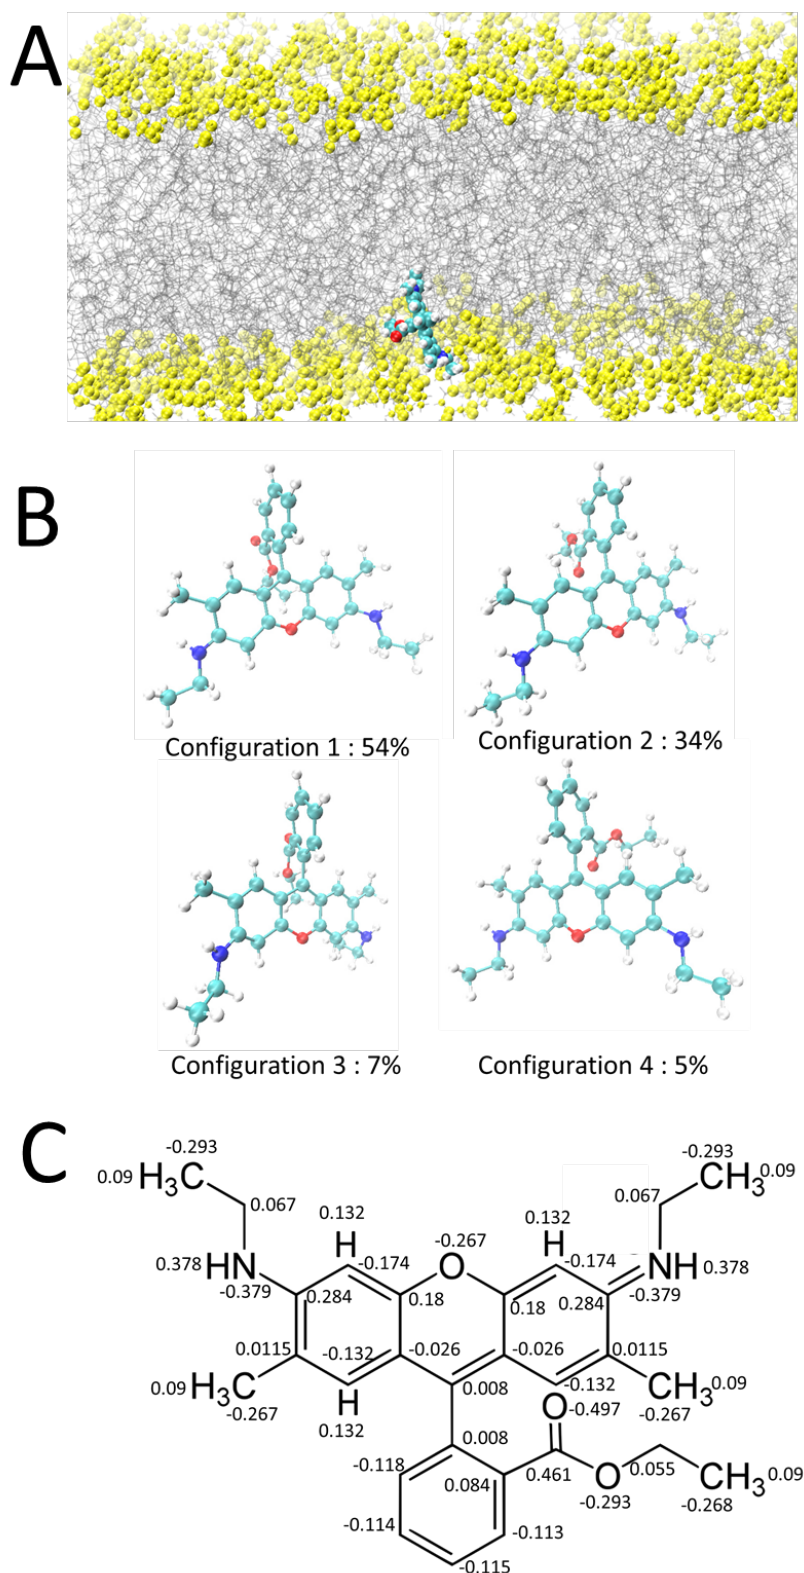 A
B
Configuration 1 : 54%
Configuration 2 : 34%
Configuration 3 : 7%
Configuration 4 : 5%
C
-0.293
-0.293
0.09 H3C
CH3 0.09
0.067
0.067
0.132
0.132
H
-0.267
H
0.378 HN
-0.174
O
-0.174
NH 0.378
-0.379
0.284
0.18
0.18
0.284
-0.379
0.0115
-0.132
-0.026
-0.026
0.0115
0.09 H3C
H
0.008
-0.132
CH3 0.09
-0.267
O -0.497
-0.267
0.132
0.008
-0.118
0.084
0.461
O
0.055
CH3 0.09
-0.293
-0.268
-0.114
-0.113
-0.115